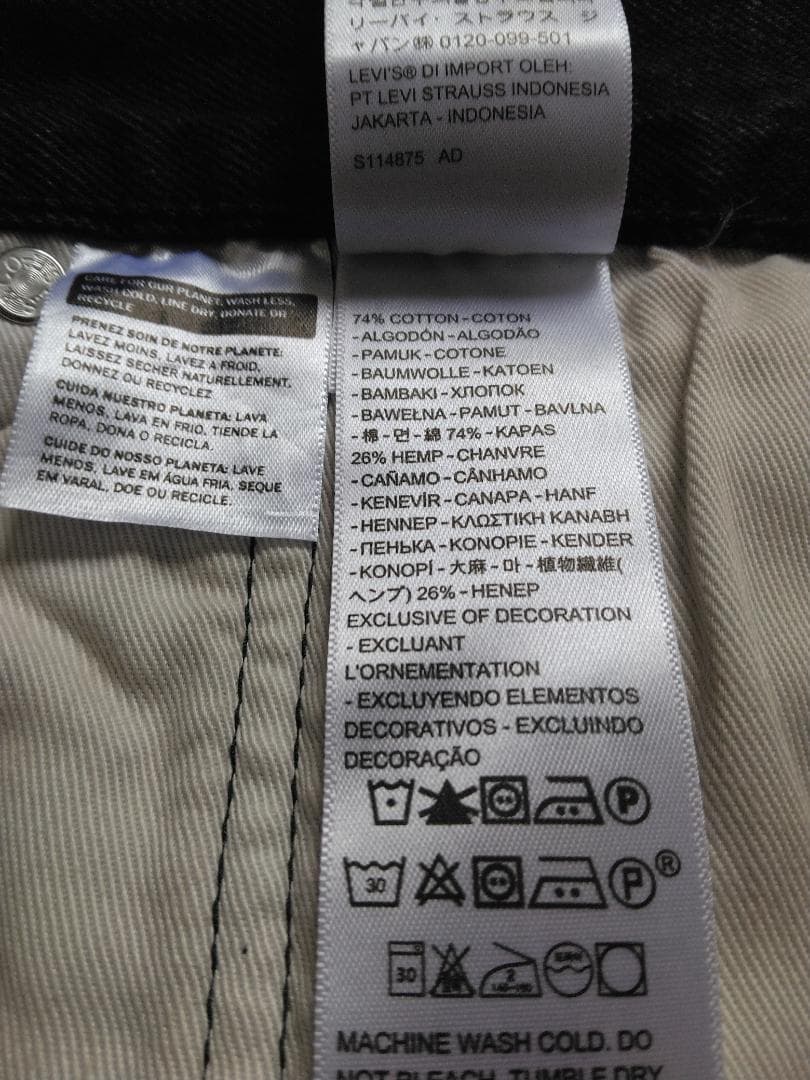 リーバイ・ストラウス ジ
ャパン㈱ 0120-099-501
LEVI'S® DI IMPORT OLEH:
PT LEVI STRAUSS INDONESIA
JAKARTA - INDONESIA
S114875 AD
CARE FOR OUR PLANET: WASH LESS,
WASH COLD, LINE DRY, DONATE OR
RECYCLE
PRENEZ SOIN DE NOTRE PLANETE:
LAVEZ MOINS, LAVEZ A FROID,
LAISSEZ SECHER NATURELLEMENT,
DONNEZ OU RECYCLEZ
CUIDA NUESTRO PLANETA: LAVA
MENOS, LAVA EN FRIO, TIENDE LA
ROPA, DONA O RECICLA.
CUIDE DO NOSSO PLANETA: LAVE
MENOS, LAVE EM ÁGUA FRIA, SEQUE
EM VARAL, DOE OU RECICLE.
74% COTTON - COTON
- ALGODÓN - ALGODÃO
- PAMUK - COTONE
- BAUMWOLLE - KATOEN
- BAMBAKI - ХЛОПОК
- BAWEŁNA - PAMUT - BAVLNA
- 棉 - 면 - 綿 74% - KAPAS
26% HEMP - CHANVRE
- CAÑAMO - CÂNHAMO
- KENEVİR - CANAPA - HANF
- HENNEP - ΚΛΩΣΤΙΚΗ ΚΑΝΑΒΗ
- ПЕНЬКА - KONOPIE - KENDER
- KONOPÍ - 大麻 - 마 - 植物繊維(
ヘンプ) 26% - HENEP
EXCLUSIVE OF DECORATION
- EXCLUANT
L'ORNEMENTATION
- EXCLUYENDO ELEMENTOS
DECORATIVOS - EXCLUINDO
DECORAÇÃO
P
30 P ®
30 2
MACHINE WASH COLD. DO
NOT BLEACH. TUMBLE DRY